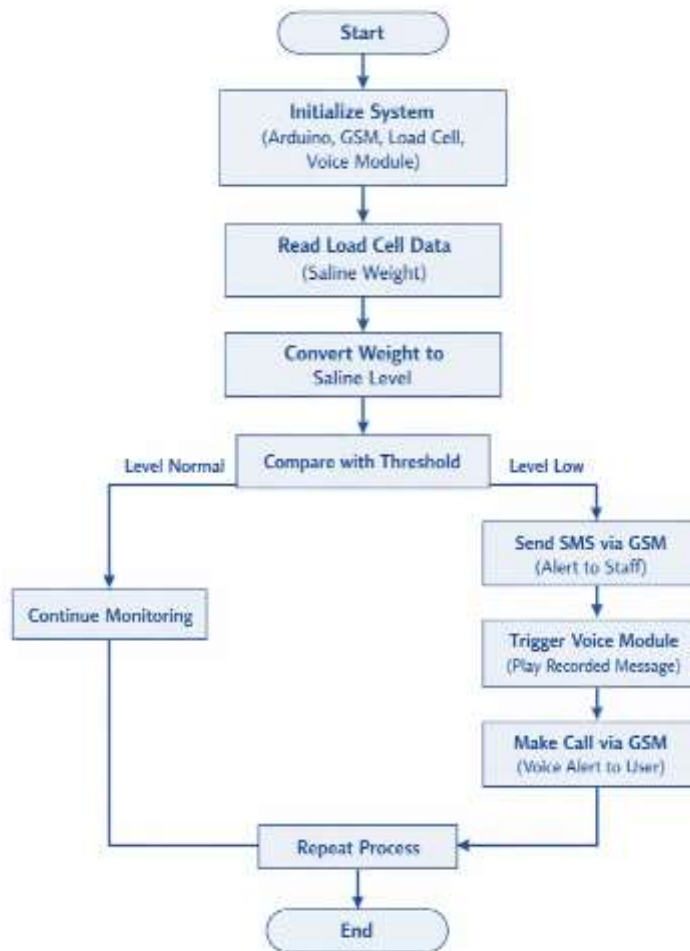 Start
Initialize System
(Arduino, GSM, Load Cell,
Voice Module)
Read Load Cell Data
(Saline Weight)
Convert Weight to
Saline Level
Level Normal
Compare with Threshold
Level Low
Send SMS via GSM
(Alert to Staff)
Continue Monitoring
Trigger Voice Module
(Play Recorded Message)
Make Call via GSM
(Voice Alert to User)
Repeat Process
End